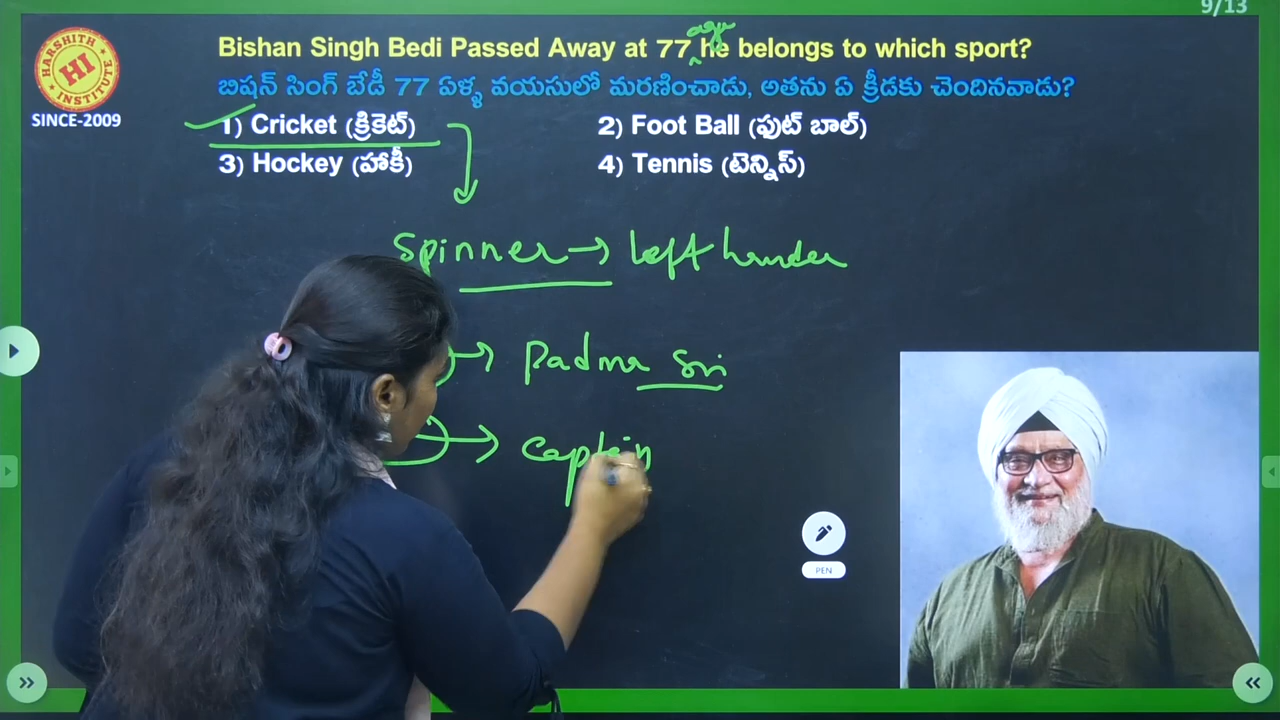 9/13
HARSHITH
HI
INSTITUTE
SINCE-2009
Bishan Singh Bedi Passed Away at 77, he belongs to which sport?
బిషన్ సింగ్ బేడీ 77 ఏళ్ళ వయసులో మరణించాడు, అతను ఏ క్రీడకు చెందినవాడు?
1) Cricket (క్రికెట్) 2) Foot Ball (ఫుట్ బాల్)
3) Hockey (హాకీ) 4) Tennis (టెన్నిస్)
Spinner → left hander
→ Padma Sri
→ Captain
PEN